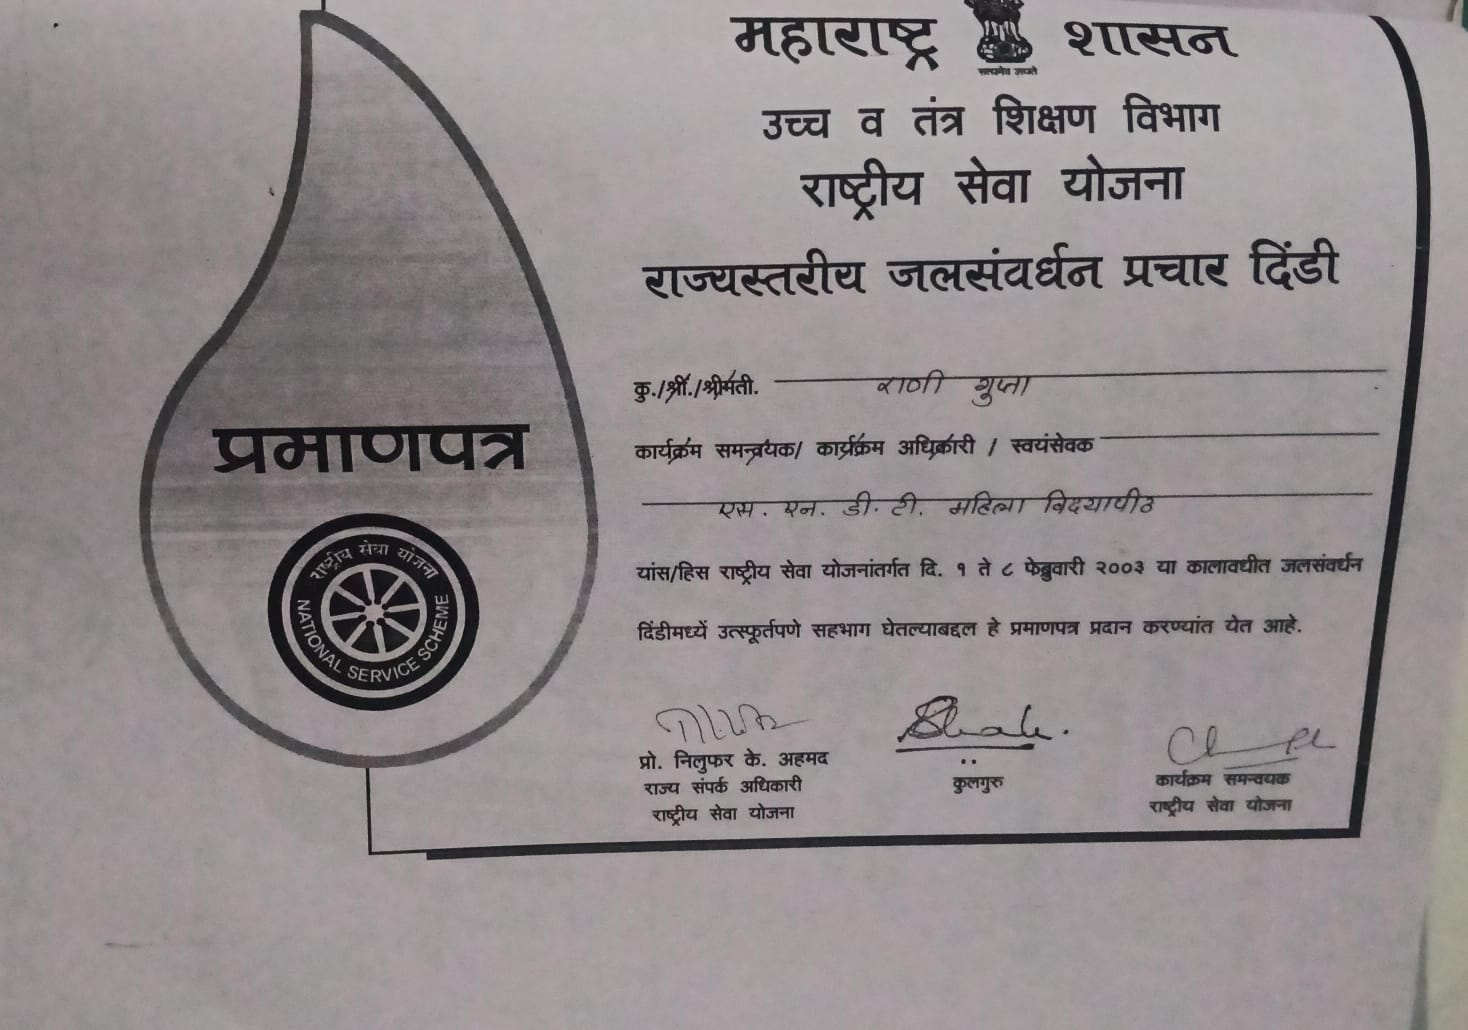 महाराष्ट्र शासन
सत्यमेव जयते
उच्च व तंत्र शिक्षण विभाग
राष्ट्रीय सेवा योजना
राज्यस्तरीय जलसंवर्धन प्रचार दिंडी
कु./श्री./श्रीमती. राणी गुप्ता
कार्यक्रम समन्वयक/ कार्यक्रम अधिकारी / स्वयंसेवक
एस. एन. डी. टी. महिला विद्यापीठ
यांस/हिस राष्ट्रीय सेवा योजनांतर्गत दि. १ ते ८ फेब्रुवारी २००३ या कालावधीत जलसंवर्धन
दिंडीमध्यें उत्स्फूर्तपणे सहभाग घेतल्याबद्दल हे प्रमाणपत्र प्रदान करण्यांत येत आहे.
प्रमाणपत्र
राष्ट्रीय सेवा योजना
NATIONAL SERVICE SCHEME
प्रो. निलुफर के. अहमद
राज्य संपर्क अधिकारी
राष्ट्रीय सेवा योजना
कुलगुरु
कार्यक्रम समन्वयक
राष्ट्रीय सेवा योजना